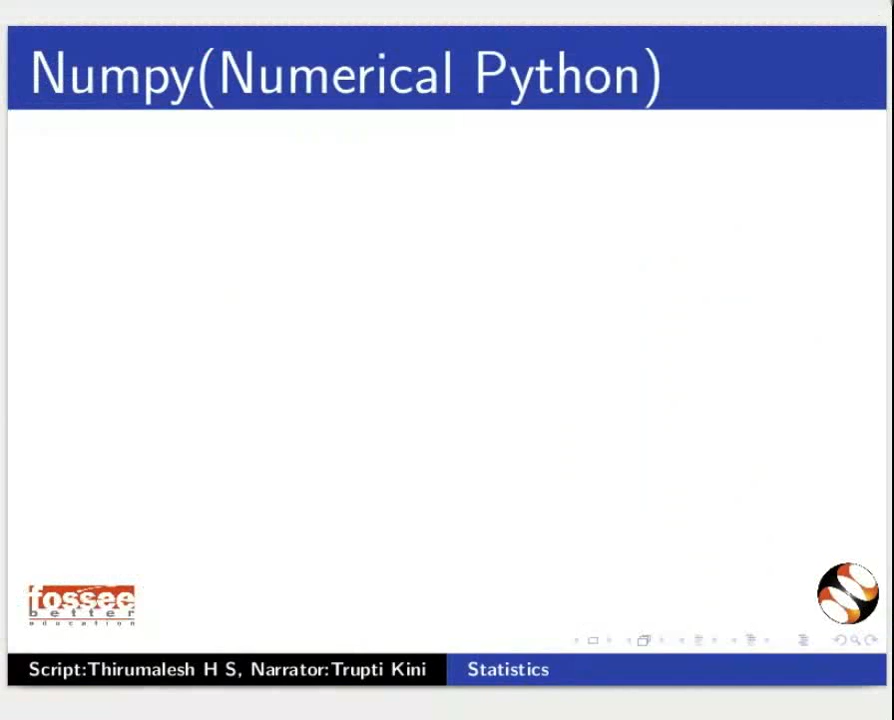 Numpy(Numerical Python)
fossee
better
education
Script:Thirumalesh H S, Narrator:Trupti Kini
Statistics